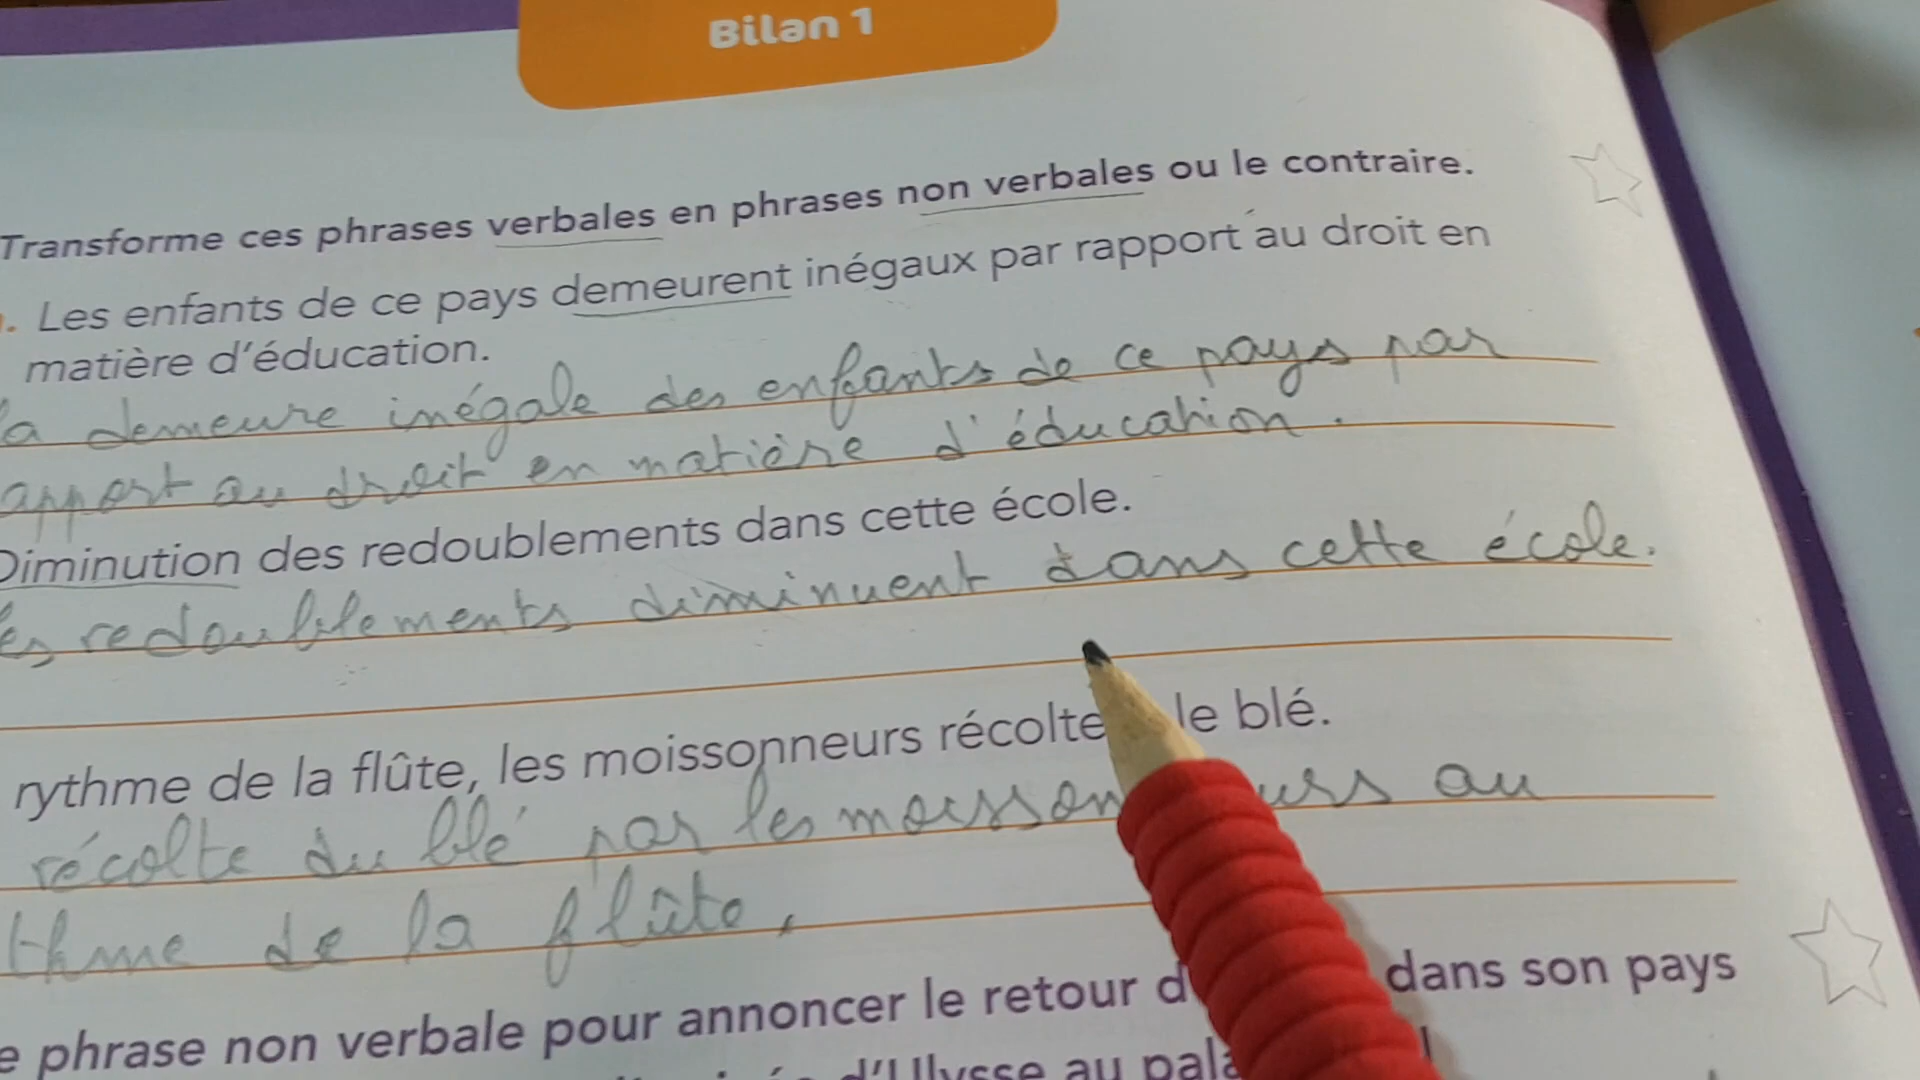 Bilan 1
Transforme ces phrases verbales en phrases non verbales ou le contraire.
. Les enfants de ce pays demeurent inégaux par rapport au droit en
matière d'éducation.
la demeure inégale des enfants de ce pays par
apport au droit en matière d'éducation.
Diminution des redoublements dans cette école.
les redoublements diminuent dans cette école.
rythme de la flûte, les moissonneurs le blé.
récolte du blé par les au
thme de la flûte.
e phrase non verbale pour annoncer le retour dans son pays
d'Ulysse au